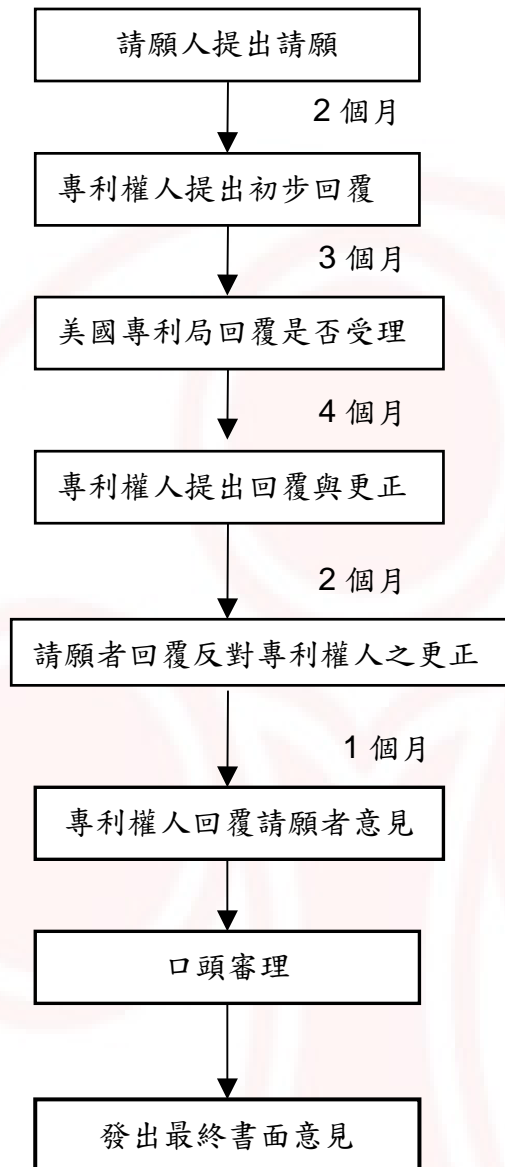 請願人提出請願
2 個月
專利權人提出初步回覆
3 個月
美國專利局回覆是否受理
4 個月
專利權人提出回覆與更正
2 個月
請願者回覆反對專利權人之更正
1 個月
專利權人回覆請願者意見
口頭審理
發出最終書面意見